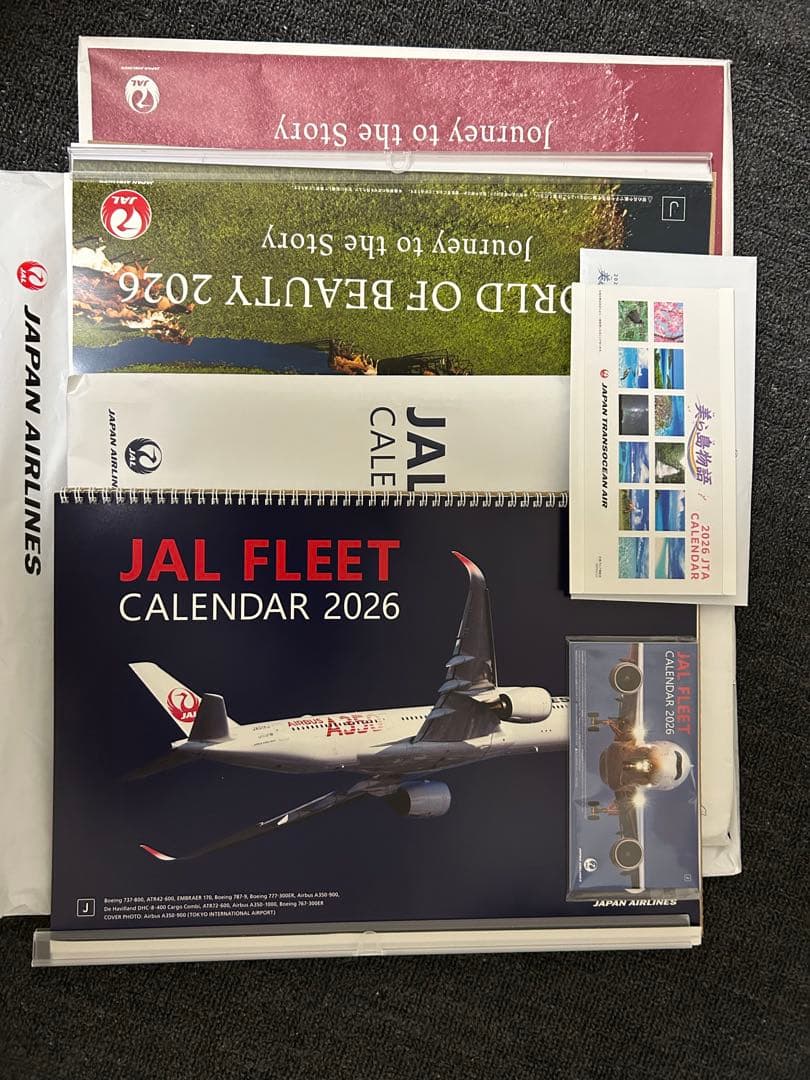 JAPAN AIRLINES
JAL
Journey to the Story
JAL
Journey to the Story
ORLD OF BEAUTY 2026
J
JAPAN AIRLINES
JAPAN AIRLIN
JAL
JAL
CALE
美ら島物語
2026 JTA
CALENDAR
JAPAN TRANSOCEAN AIR
JAL FLEET
CALENDAR 2026
JAL
AIRBUS A350
J
Boeing 737-800, ATR42-600, EMBRAER 170, Boeing 787-9, Boeing 777-300ER, Airbus A350-900,
De Havilland DHC-8-400 Cargo Combi, ATR72-600, Airbus A350-1000, Boeing 767-300ER
COVER PHOTO: Airbus A350-900 (TOKYO INTERNATIONAL AIRPORT)
JAPAN AIRLINES
JAL FLEET
CALENDAR 2026